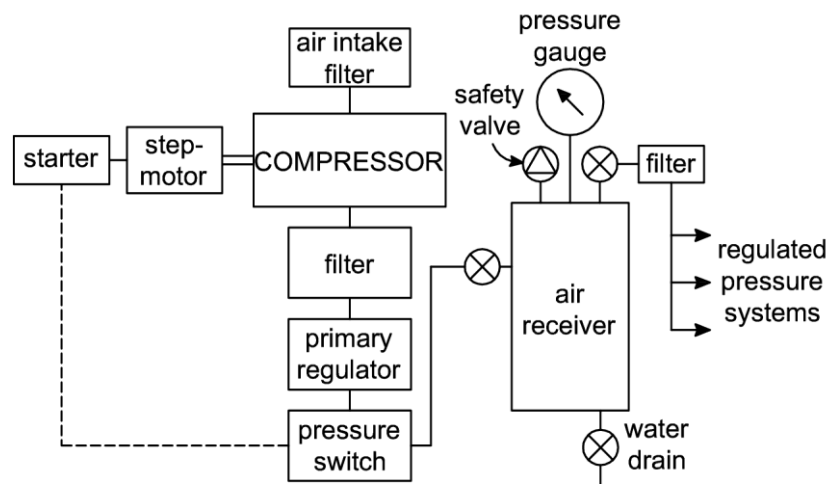 pressure
gauge
air intake
filter
safety
valve
starter
step-
motor
COMPRESSOR
filter
filter
regulated
pressure
systems
air
receiver
primary
regulator
pressure
switch
water
drain